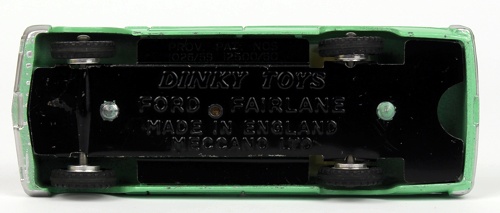 DINKY TOYS
FORD FAIRLANE
MADE IN ENGLAND
MECCANO LTD